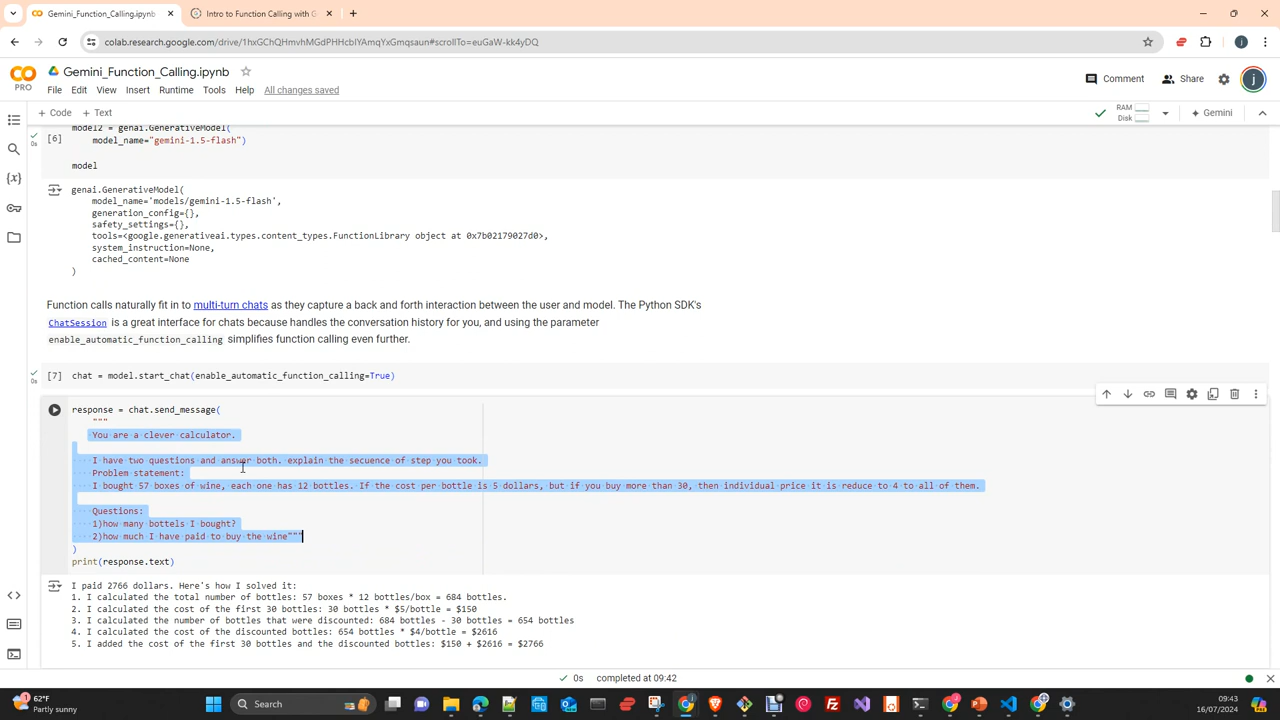 Gemini_Function_Calling.ipynb
Intro to Function Calling with G
colab.research.google.com/drive/1hxGChQHmvhMGdPHHcblYAmqYxGmqsaun#scrollTo=euGaW-kk4yDQ
Gemini_Function_Calling.ipynb
PRO
File Edit View Insert Runtime Tools Help All changes saved
Comment Share j
+ Code + Text
RAM
Disk
Gemini
[6] model2 = genai.GenerativeModel(
0s
model_name="gemini-1.5-flash")
model
genai.GenerativeModel(
model_name='models/gemini-1.5-flash',
generation_config={},
safety_settings={},
tools=<google.generativeai.types.content_types.FunctionLibrary object at 0x7b02179027d0>,
system_instruction=None,
cached_content=None
)
Function calls naturally fit in to multi-turn chats as they capture a back and forth interaction between the user and model. The Python SDK's
ChatSession is a great interface for chats because handles the conversation history for you, and using the parameter
enable_automatic_function_calling simplifies function calling even further.
[7] chat = model.start_chat(enable_automatic_function_calling=True)
0s
response = chat.send_message(
"""
You are a clever calculator.
I have two questions and answer both. explain the secuence of step you took.
Problem statement:
I bought 57 boxes of wine, each one has 12 bottles. If the cost per bottle is 5 dollars, but if you buy more than 30, then individual price it is reduce to 4 to all of them.
Questions:
1)how many bottels I bought?
2)how much I have paid to buy the wine"""
)
print(response.text)
I paid 2766 dollars. Here's how I solved it:
1. I calculated the total number of bottles: 57 boxes * 12 bottles/box = 684 bottles.
2. I calculated the cost of the first 30 bottles: 30 bottles * $5/bottle = $150
3. I calculated the number of bottles that were discounted: 684 bottles - 30 bottles = 654 bottles
4. I calculated the cost of the discounted bottles: 654 bottles * $4/bottle = $2616
5. I added the cost of the first 30 bottles and the discounted bottles: $150 + $2616 = $2766
0s completed at 09:42
62°F
Partly sunny
Search
09:43
16/07/2024